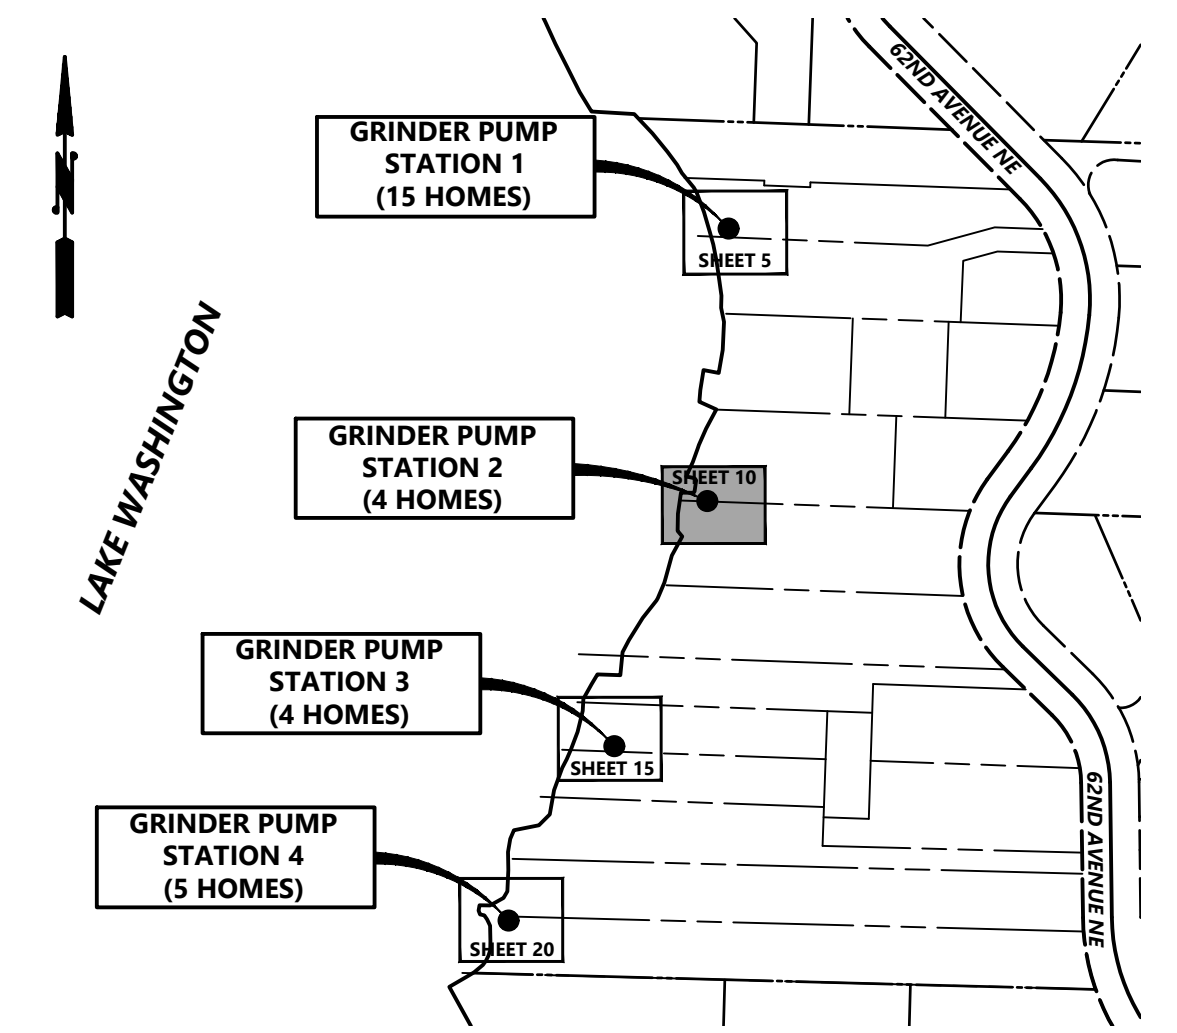 62ND AVENUE NE
GRINDER PUMP
STATION 1
(15 HOMES)
N
SHEET 5
LAKE WASHINGTON
GRINDER PUMP
STATION 2
(4 HOMES)
SHEET 10
GRINDER PUMP
STATION 3
(4 HOMES)
SHEET 15
62ND AVENUE NE
GRINDER PUMP
STATION 4
(5 HOMES)
SHEET 20